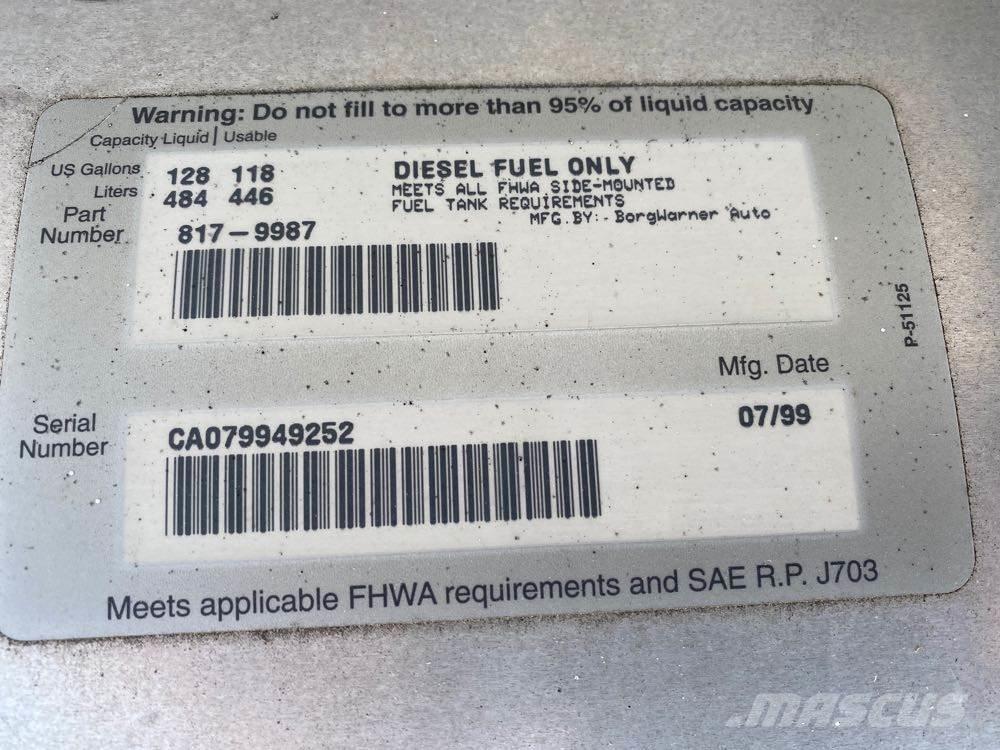 Warning: Do not fill to more than 95% of liquid capacity
Capacity Liquid | Usable
US Gallons 128 118
Liters 484 446
DIESEL FUEL ONLY
MEETS ALL FHWA SIDE-MOUNTED
FUEL TANK REQUIREMENTS
MFG.BY:- BorgWarner Auto
Part
Number 817-9987
P-51125
Mfg. Date
07/99
Serial
Number CA079949252
Meets applicable FHWA requirements and SAE R.P. J703
MASCUS